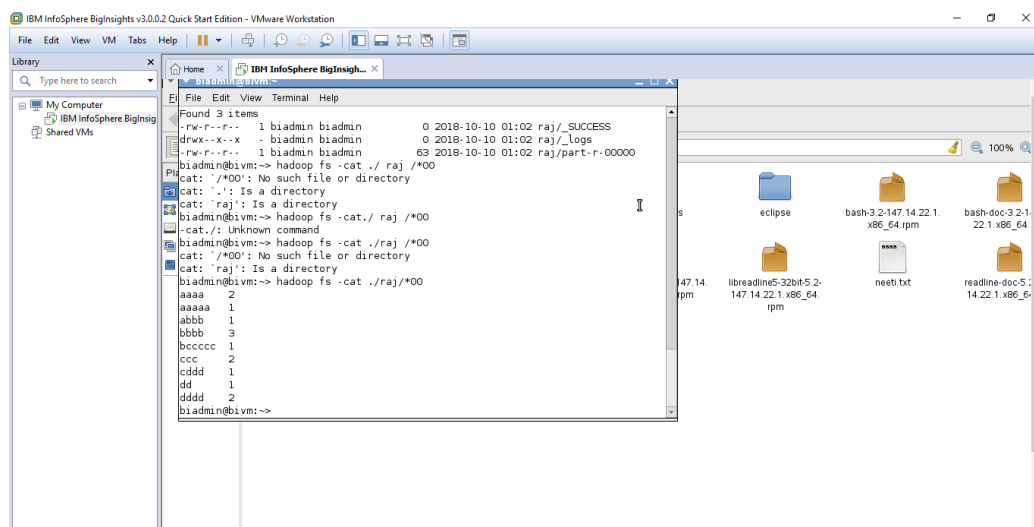 IBM InfoSphere BigInsights v3.0.0.2 Quick Start Edition - VMware Workstation
File Edit View VM Tabs Help
Library
Type here to search
My Computer
IBM InfoSphere BigInsig
Shared VMs
Home
IBM InfoSphere BigInsigh...
biadmin@bivm:~
File Edit View Terminal Help
Found 3 items
-rw-r--r-- 1 biadmin biadmin 0 2018-10-10 01:02 raj/_SUCCESS
drwx--x--x - biadmin biadmin 0 2018-10-10 01:02 raj/_logs
-rw-r--r-- 1 biadmin biadmin 63 2018-10-10 01:02 raj/part-r-00000
biadmin@bivm:~> hadoop fs -cat ./ raj /*00
cat: `/*00': No such file or directory
cat: `.': Is a directory
cat: `raj': Is a directory
biadmin@bivm:~> hadoop fs -cat./ raj /*00
-cat./: Unknown command
biadmin@bivm:~> hadoop fs -cat ./raj /*00
cat: `/*00': No such file or directory
cat: `raj': Is a directory
biadmin@bivm:~> hadoop fs -cat ./raj/*00
aaaa 2
aaaaa 1
abbb 1
bbbb 3
bccccc 1
ccc 2
cddd 1
dd 1
dddd 2
biadmin@bivm:~>
100%
eclipse
bash-3.2-147.14.22.1.
x86_64.rpm
bash-doc-3.2-1
22.1.x86_64.
147.14.
rpm
libreadline5-32bit-5.2-
147.14.22.1.x86_64.
rpm
neeti.txt
readline-doc-5.
14.22.1.x86_6